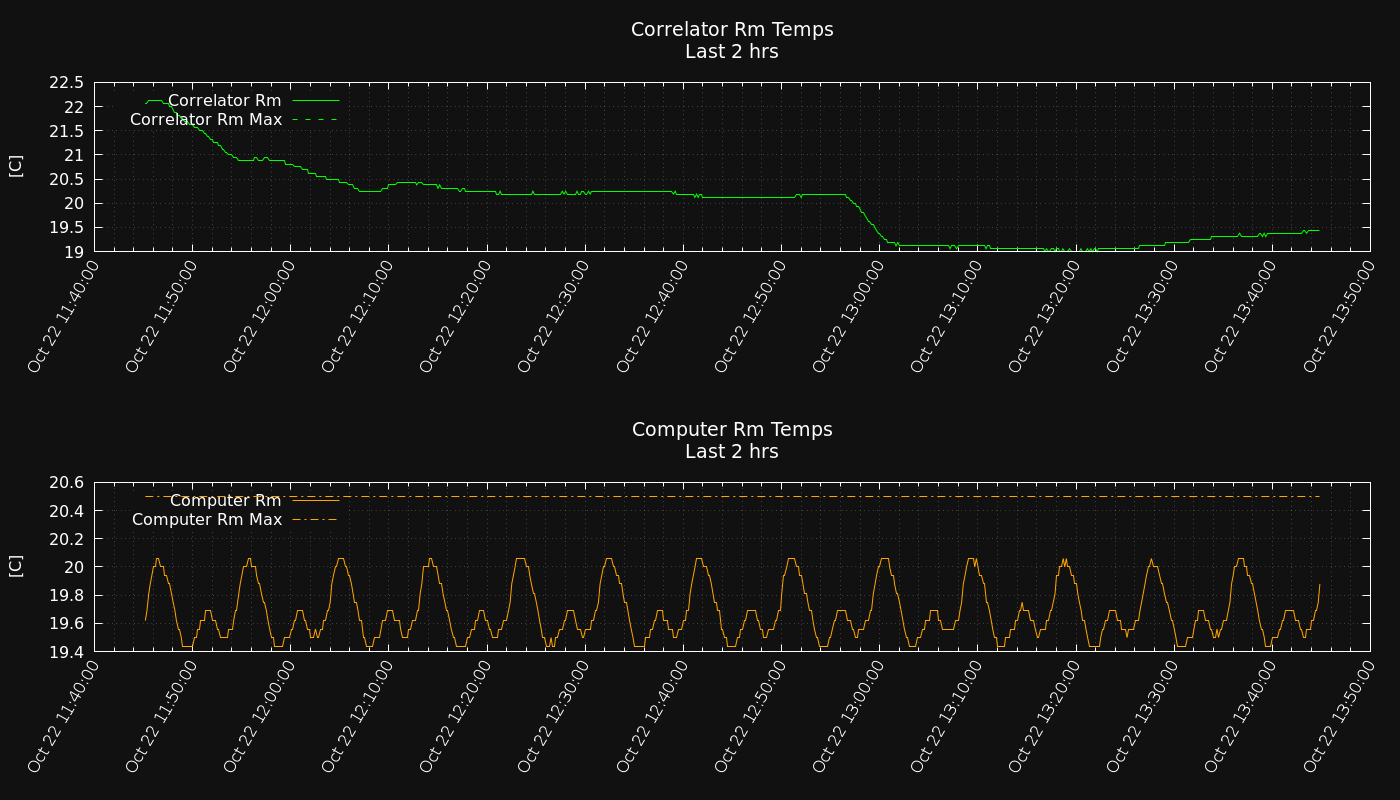 Correlator Rm Temps
Last 2 hrs
22.5
22
21.5
21
20.5
20
19.5
19
[C]
Correlator Rm
Correlator Rm Max
Oct 22 11:40:00
Oct 22 11:50:00
Oct 22 12:00:00
Oct 22 12:10:00
Oct 22 12:20:00
Oct 22 12:30:00
Oct 22 12:40:00
Oct 22 12:50:00
Oct 22 13:00:00
Oct 22 13:10:00
Oct 22 13:20:00
Oct 22 13:30:00
Oct 22 13:40:00
Oct 22 13:50:00
Computer Rm Temps
Last 2 hrs
20.6
20.4
20.2
20
19.8
19.6
19.4
[C]
Computer Rm
Computer Rm Max
Oct 22 11:40:00
Oct 22 11:50:00
Oct 22 12:00:00
Oct 22 12:10:00
Oct 22 12:20:00
Oct 22 12:30:00
Oct 22 12:40:00
Oct 22 12:50:00
Oct 22 13:00:00
Oct 22 13:10:00
Oct 22 13:20:00
Oct 22 13:30:00
Oct 22 13:40:00
Oct 22 13:50:00